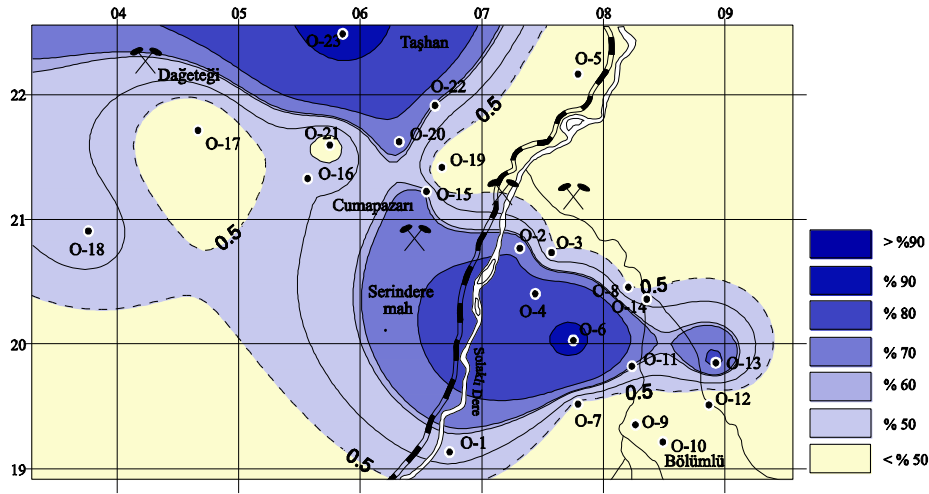 04 05 06 07 08 09
O-23
Taşhan
O-5
Dağeteği
22
O-22
0.5
O-17
O-21
O-20
O-19
O-16
O-15
Cumapazarı
21
0.5
O-18
O-2
O-3
> %90
Serindere
mah
O-8
0.5
O-14
% 90
O-4
% 80
O-6
20
O-11
O-13
% 70
Solaklı Dere
0.5
O-12
% 60
O-7
O-9
% 50
O-1
O-10
0.5
Bölümlü
< % 50
19